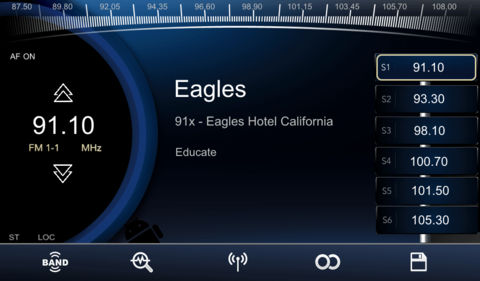 87.50 89.80 92.05 94.35 96.60 98.90 101.15 103.45 105.70 108.00
AF ON
91.10
FM 1-1 MHz
ST LOC
Eagles
91x - Eagles Hotel California
Educate
S1 91.10
S2 93.30
S3 98.10
S4 100.70
S5 101.50
S6 105.30
BAND